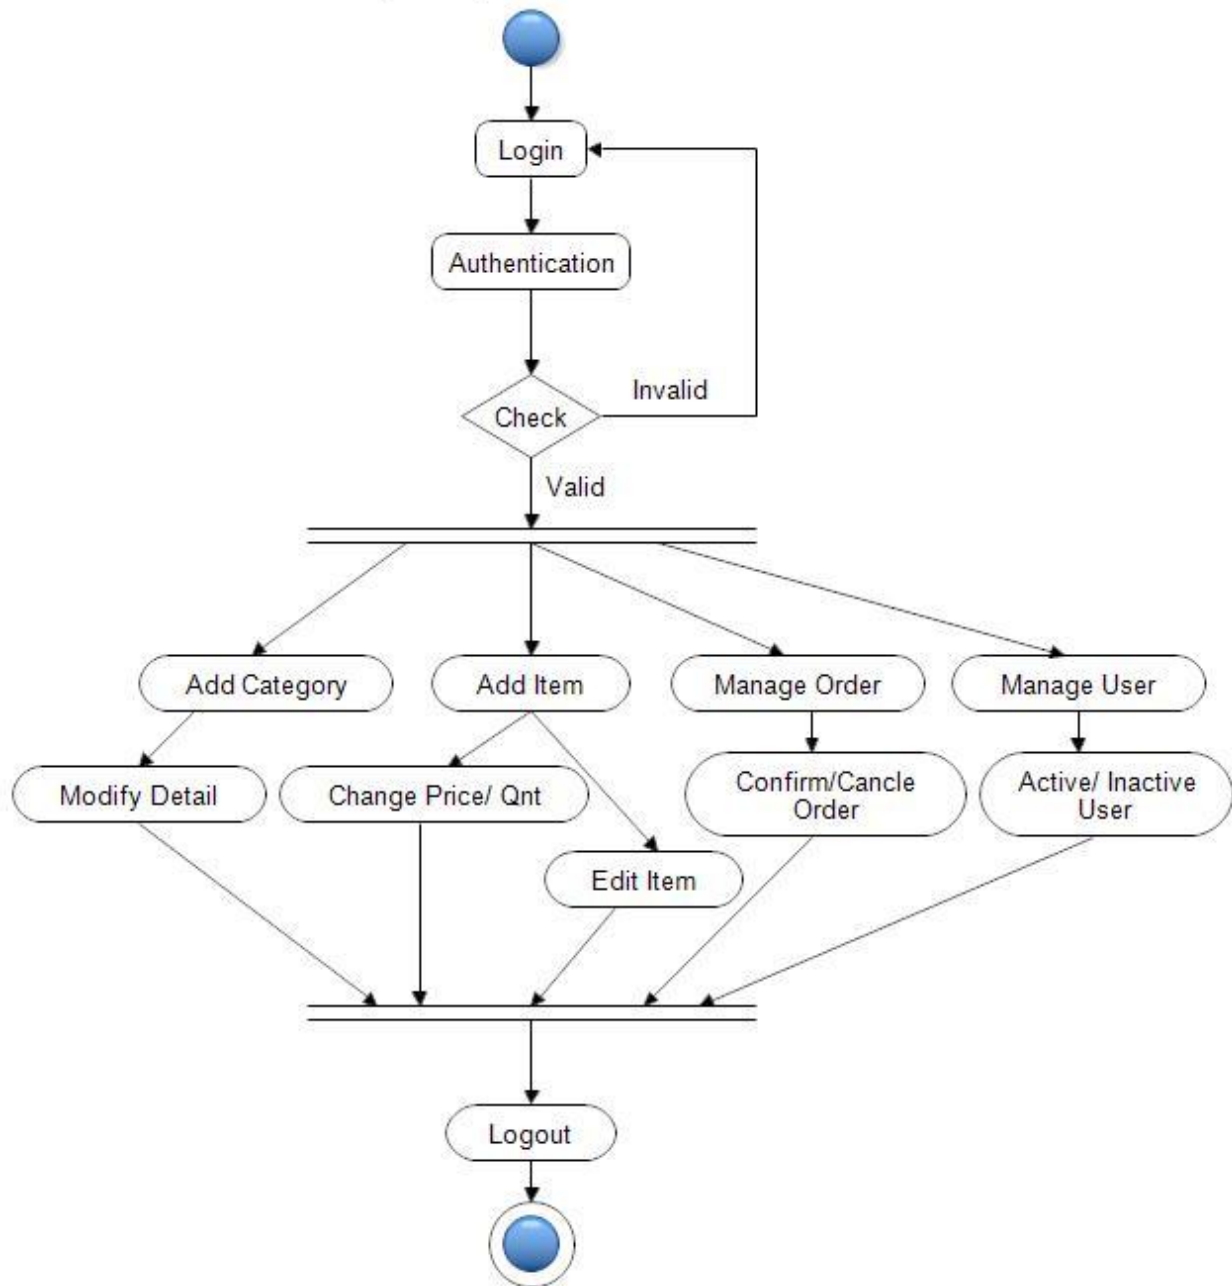 Login
Authentication
Check
Invalid
Valid
Add Category
Add Item
Manage Order
Manage User
Modify Detail
Change Price/ Qnt
Confirm/Cancle
Order
Active/ Inactive
User
Edit Item
Logout